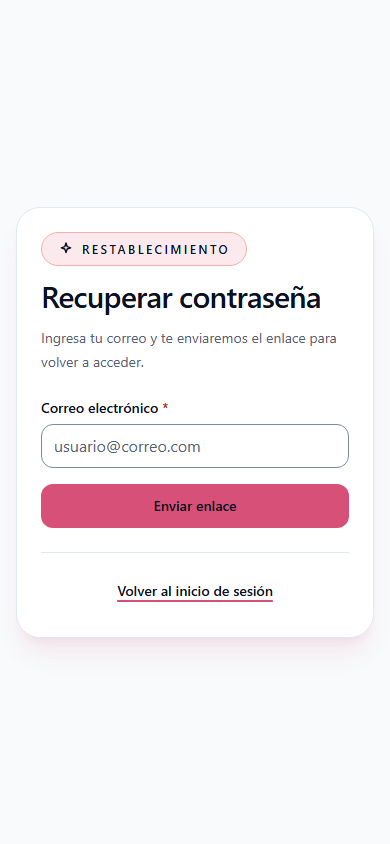 RESTABLECIMIENTO
Recuperar contraseña
Ingresa tu correo y te enviaremos el enlace para
volver a acceder.
Correo electrónico *
usuario@correo.com
Enviar enlace
Volver al inicio de sesión